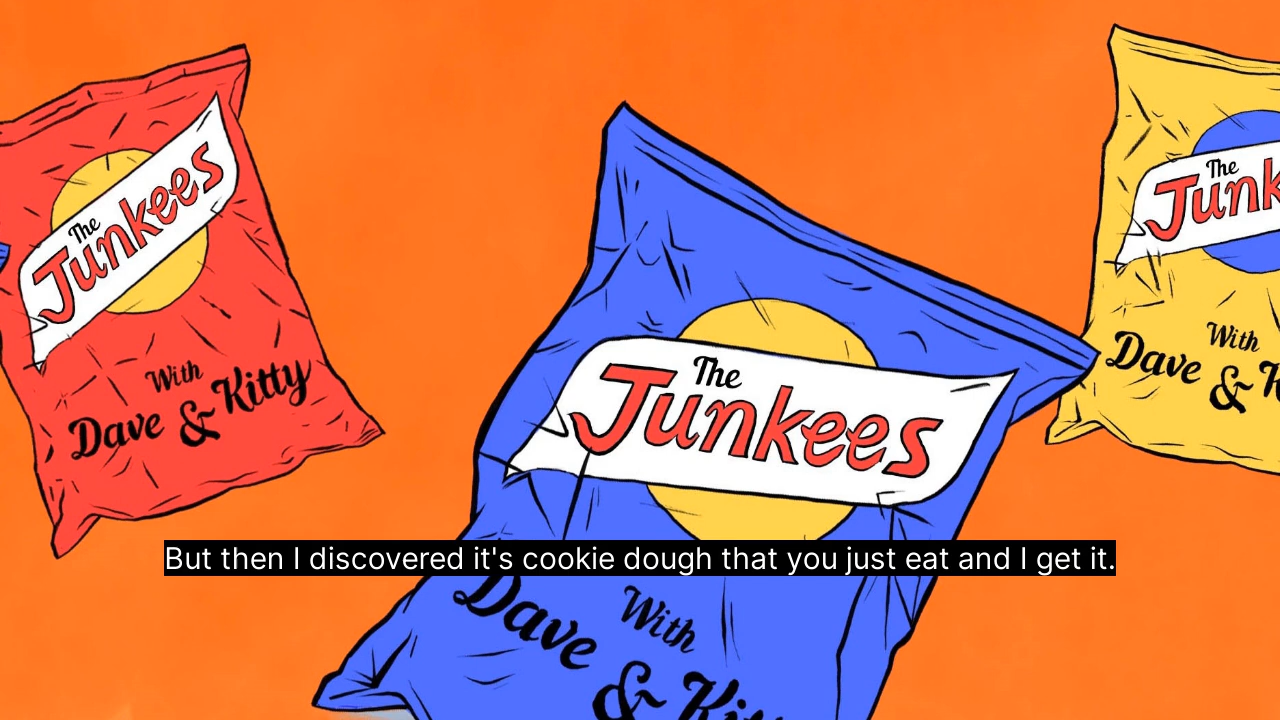 The
Junkees
With
Dave & Kitty
The
Junkees
With
Dave &
The
Junk
With
Dave &
But then I discovered it's cookie dough that you just eat and I get it.